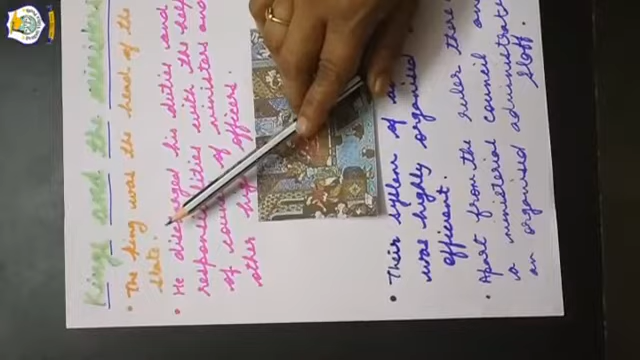 Kings and the ministers
• The king was the head of the
state.
• He discharged his duties and
responsibilities with the help
of council of ministers and
other officers.
• Their system of
was highly organised
efficient.
• Apart from the ruler there
a ministerial council and
an organised administrative
staff.